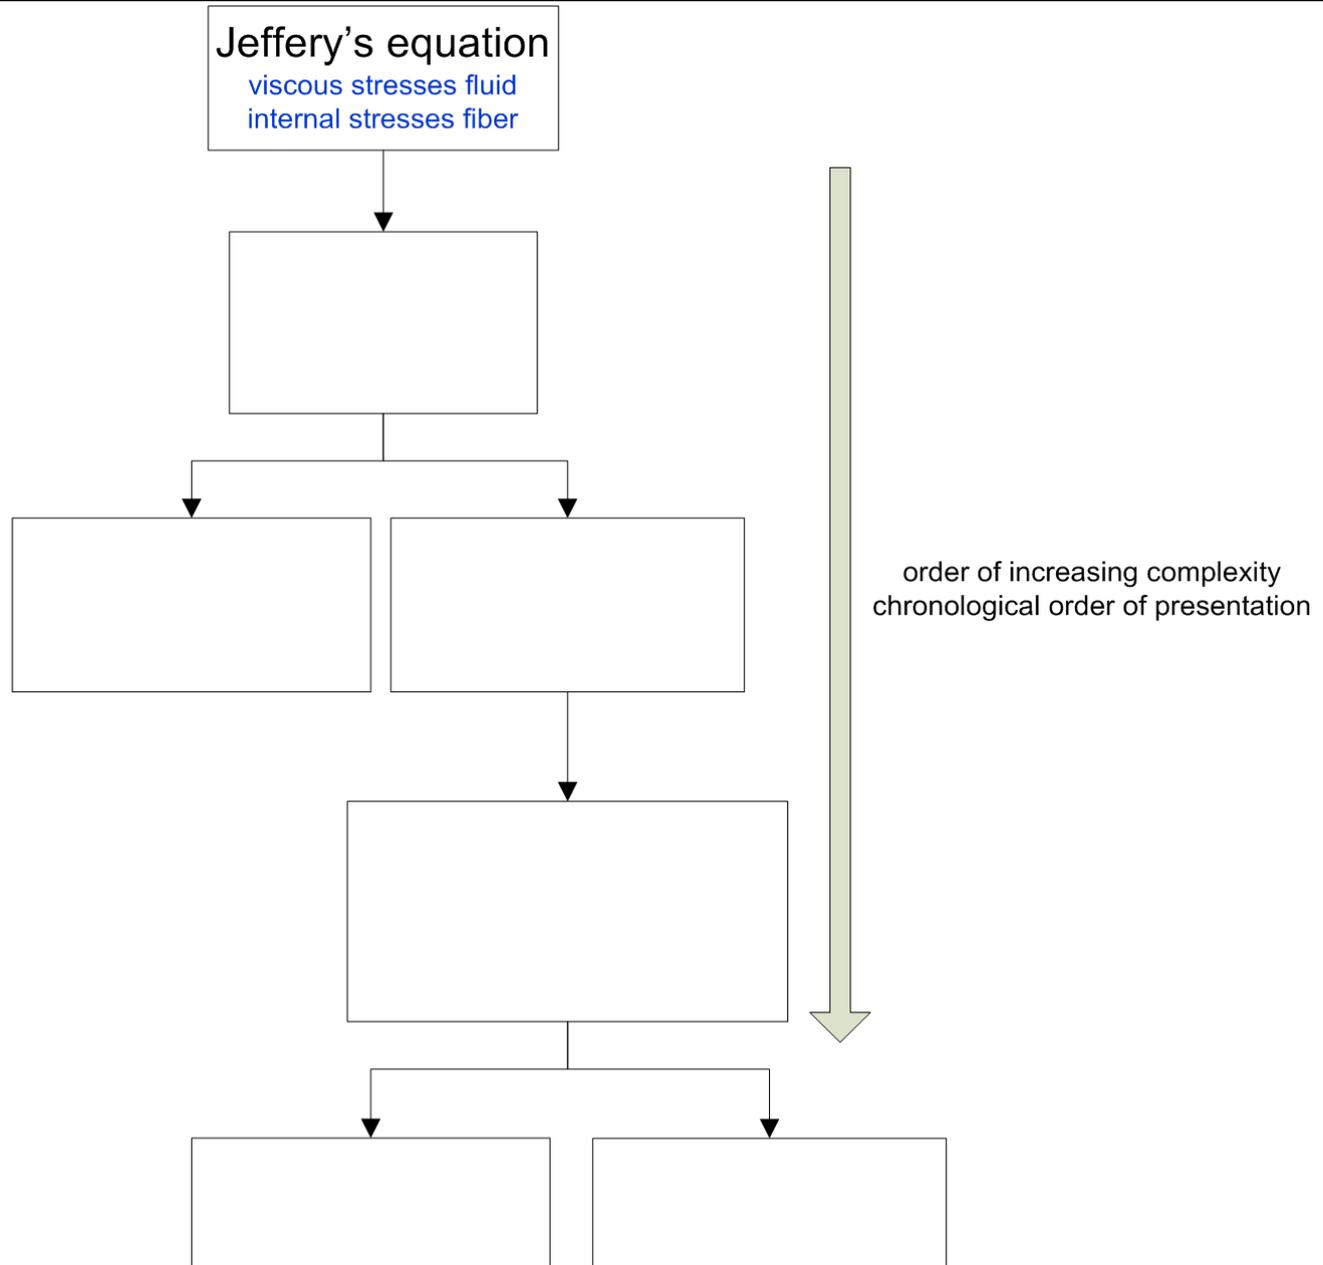 Jeffery’s equation
viscous stresses fluid
internal stresses fiber
order of increasing complexity
chronological order of presentation